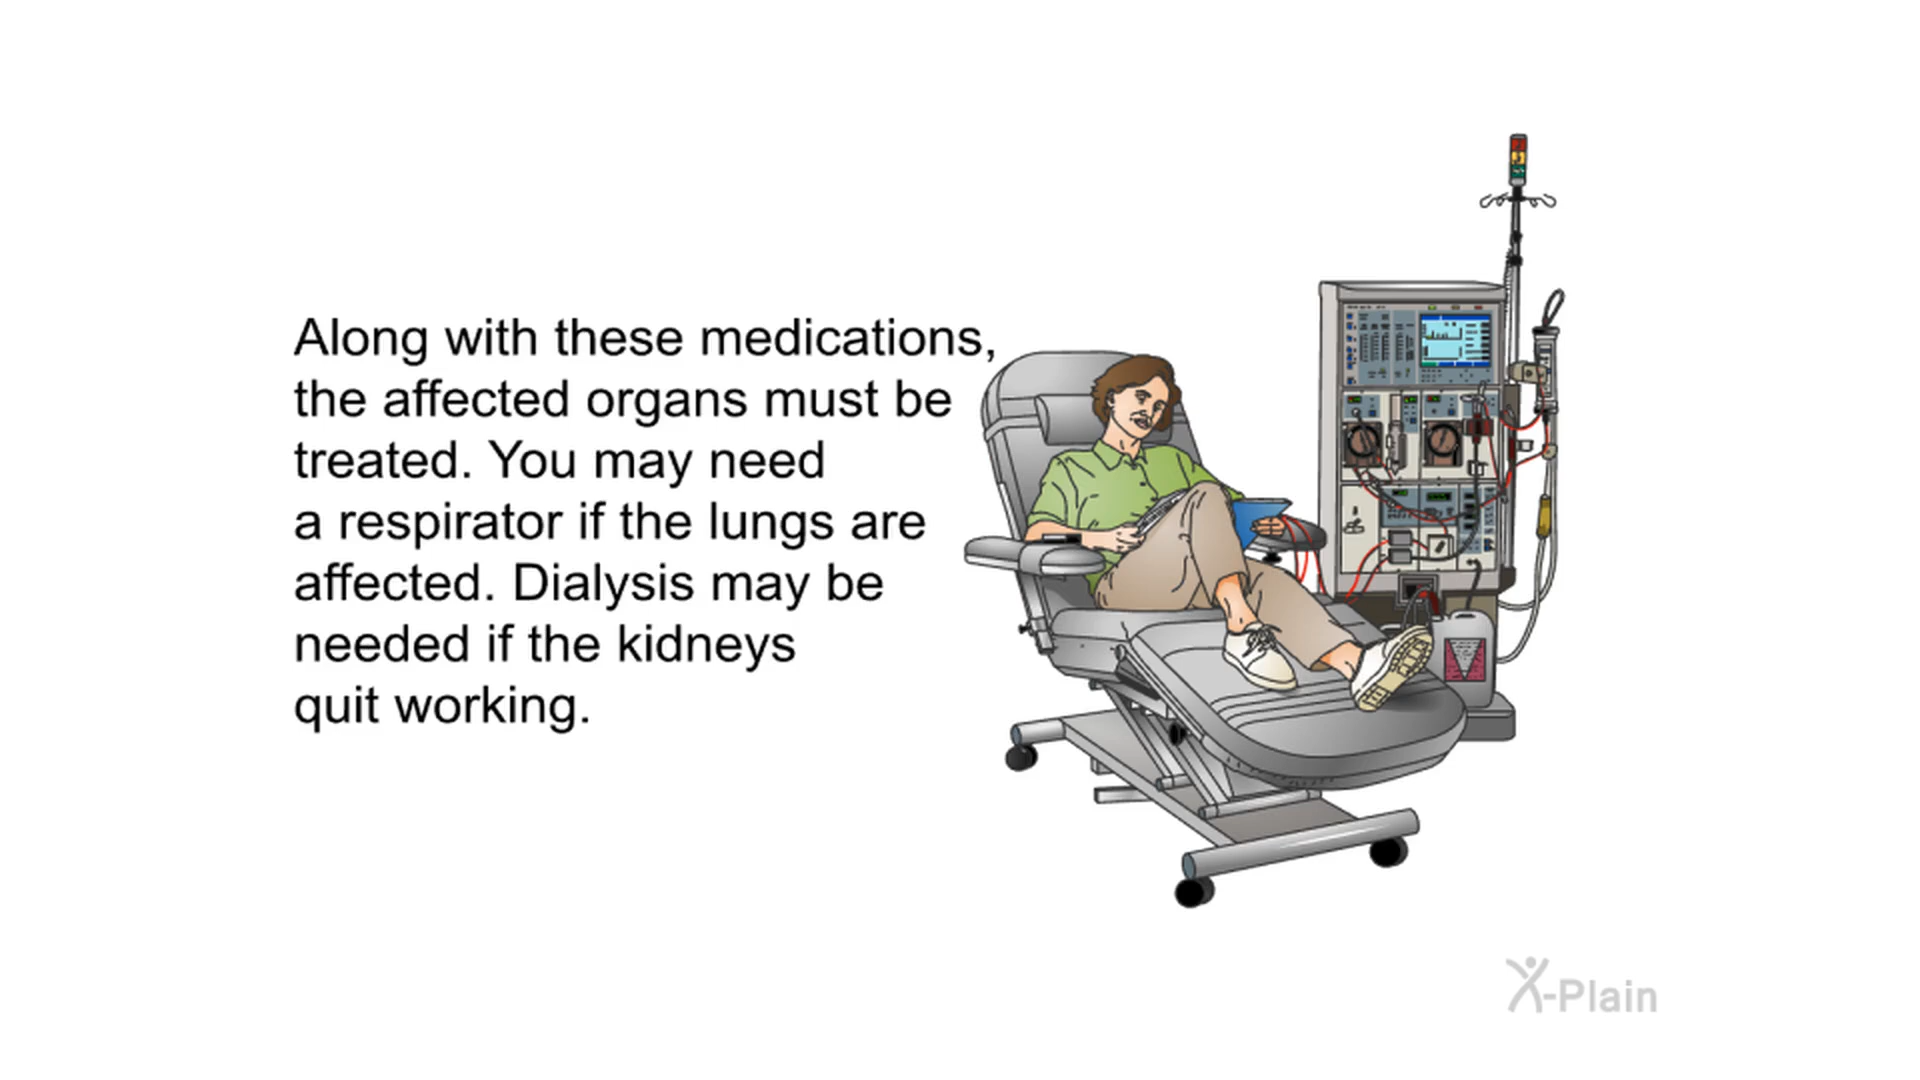 Along with these medications,
the affected organs must be
treated. You may need
a respirator if the lungs are
affected. Dialysis may be
needed if the kidneys
quit working.
X-Plain